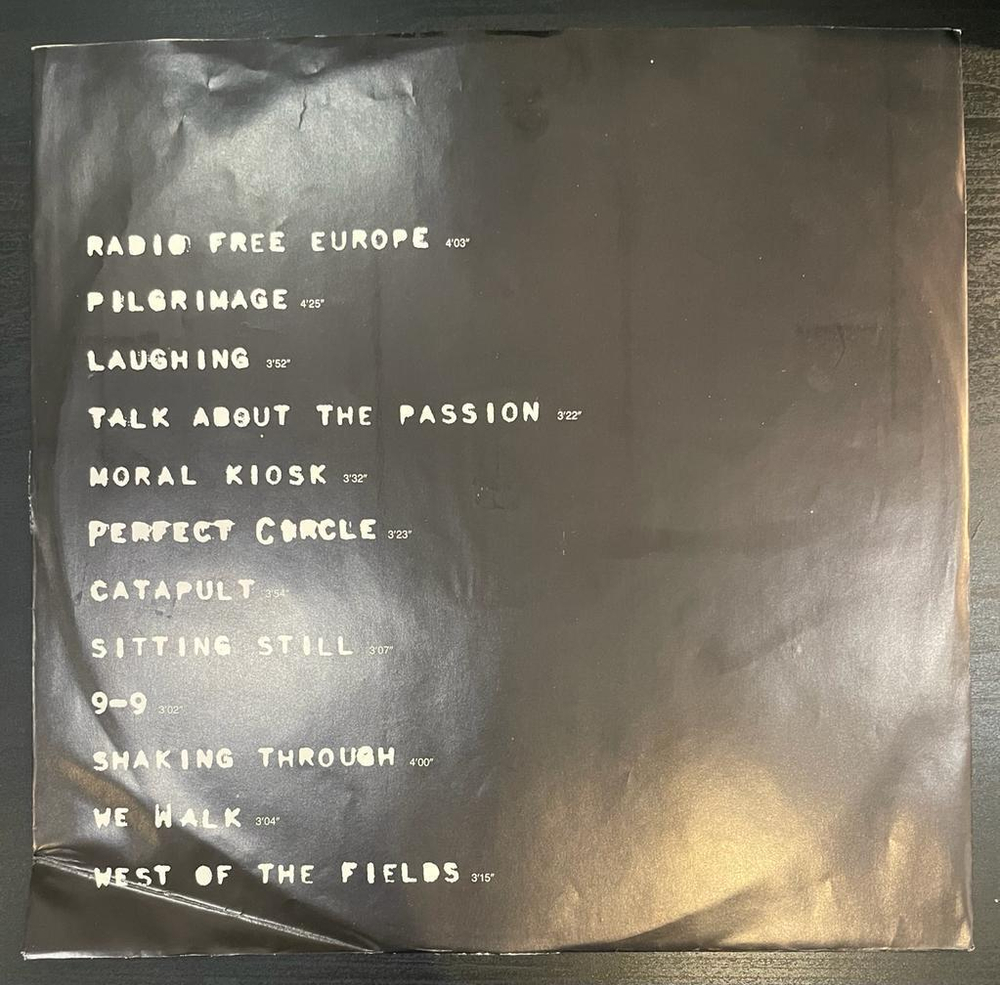 RADIO FREE EUROPE 4'03"
PILGRIMAGE 4'25"
LAUGHING 3'52"
TALK ABOUT THE PASSION 3'22"
MORAL KIOSK 3'32"
PERFECT CIRCLE 3'23"
CATAPULT 3'54"
SITTING STILL 3'07"
9-9 3'02"
SHAKING THROUGH 4'00"
WE WALK 3'04"
WEST OF THE FIELDS 3'15"